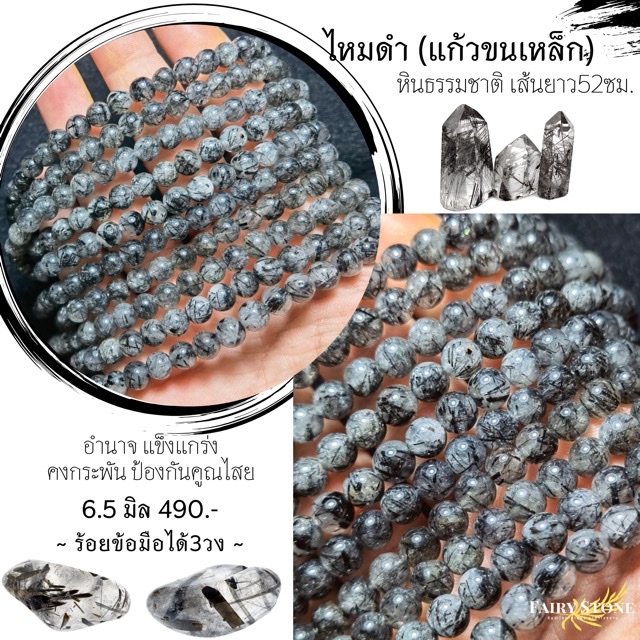 ไหมดำ (แก้วขนเหล็ก)
หินธรรมชาติ เส้นยาว52ซม.
อำนาจ แข็งแกร่ง
คงกระพัน ป้องกันคูณไสย
6.5 มิล 490.-
~ ร้อยข้อมือได้3วง ~
FAIRY STONE